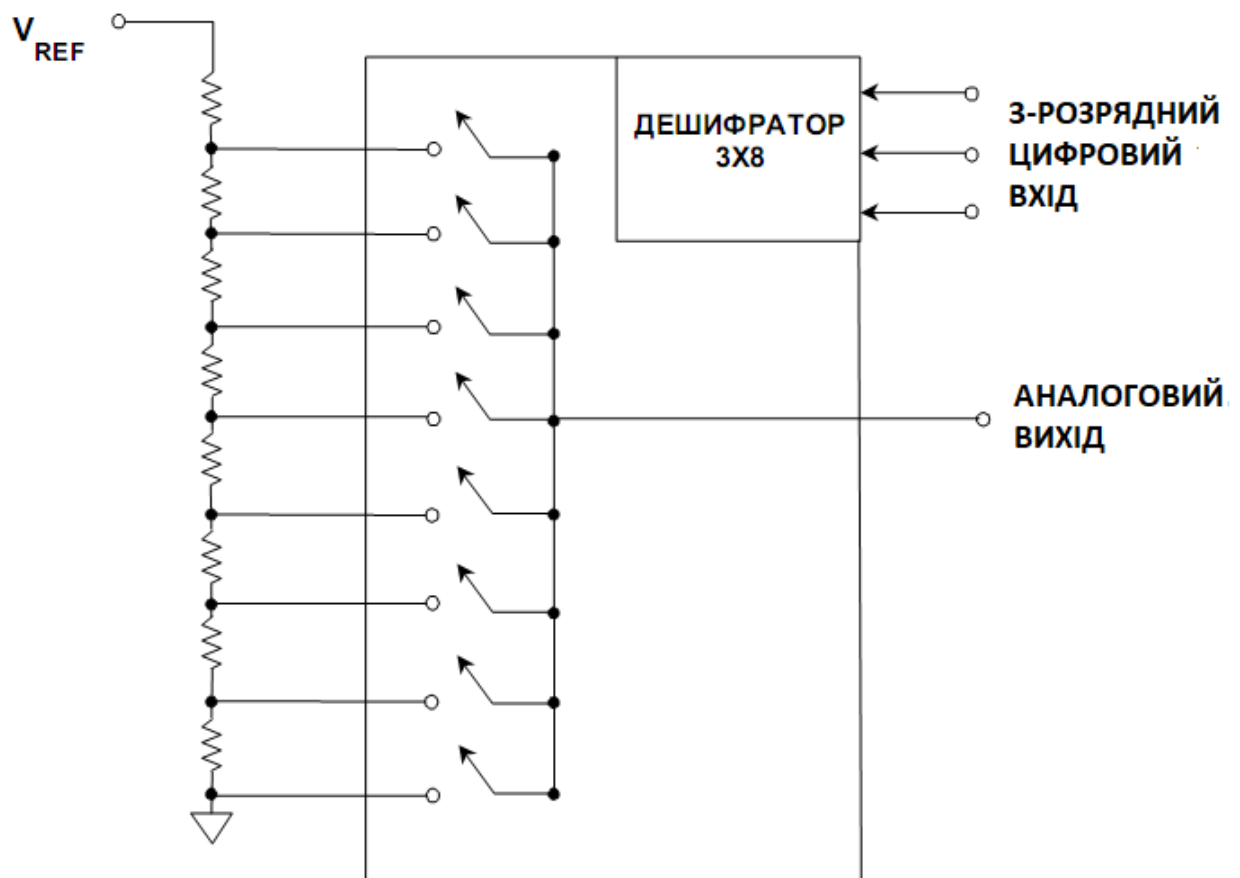 V
REF
ДЕШИФРАТОР
3X8
3-РОЗРЯДНИЙ
ЦИФРОВИЙ
ВХІД
АНАЛОГОВИЙ
ВИХІД